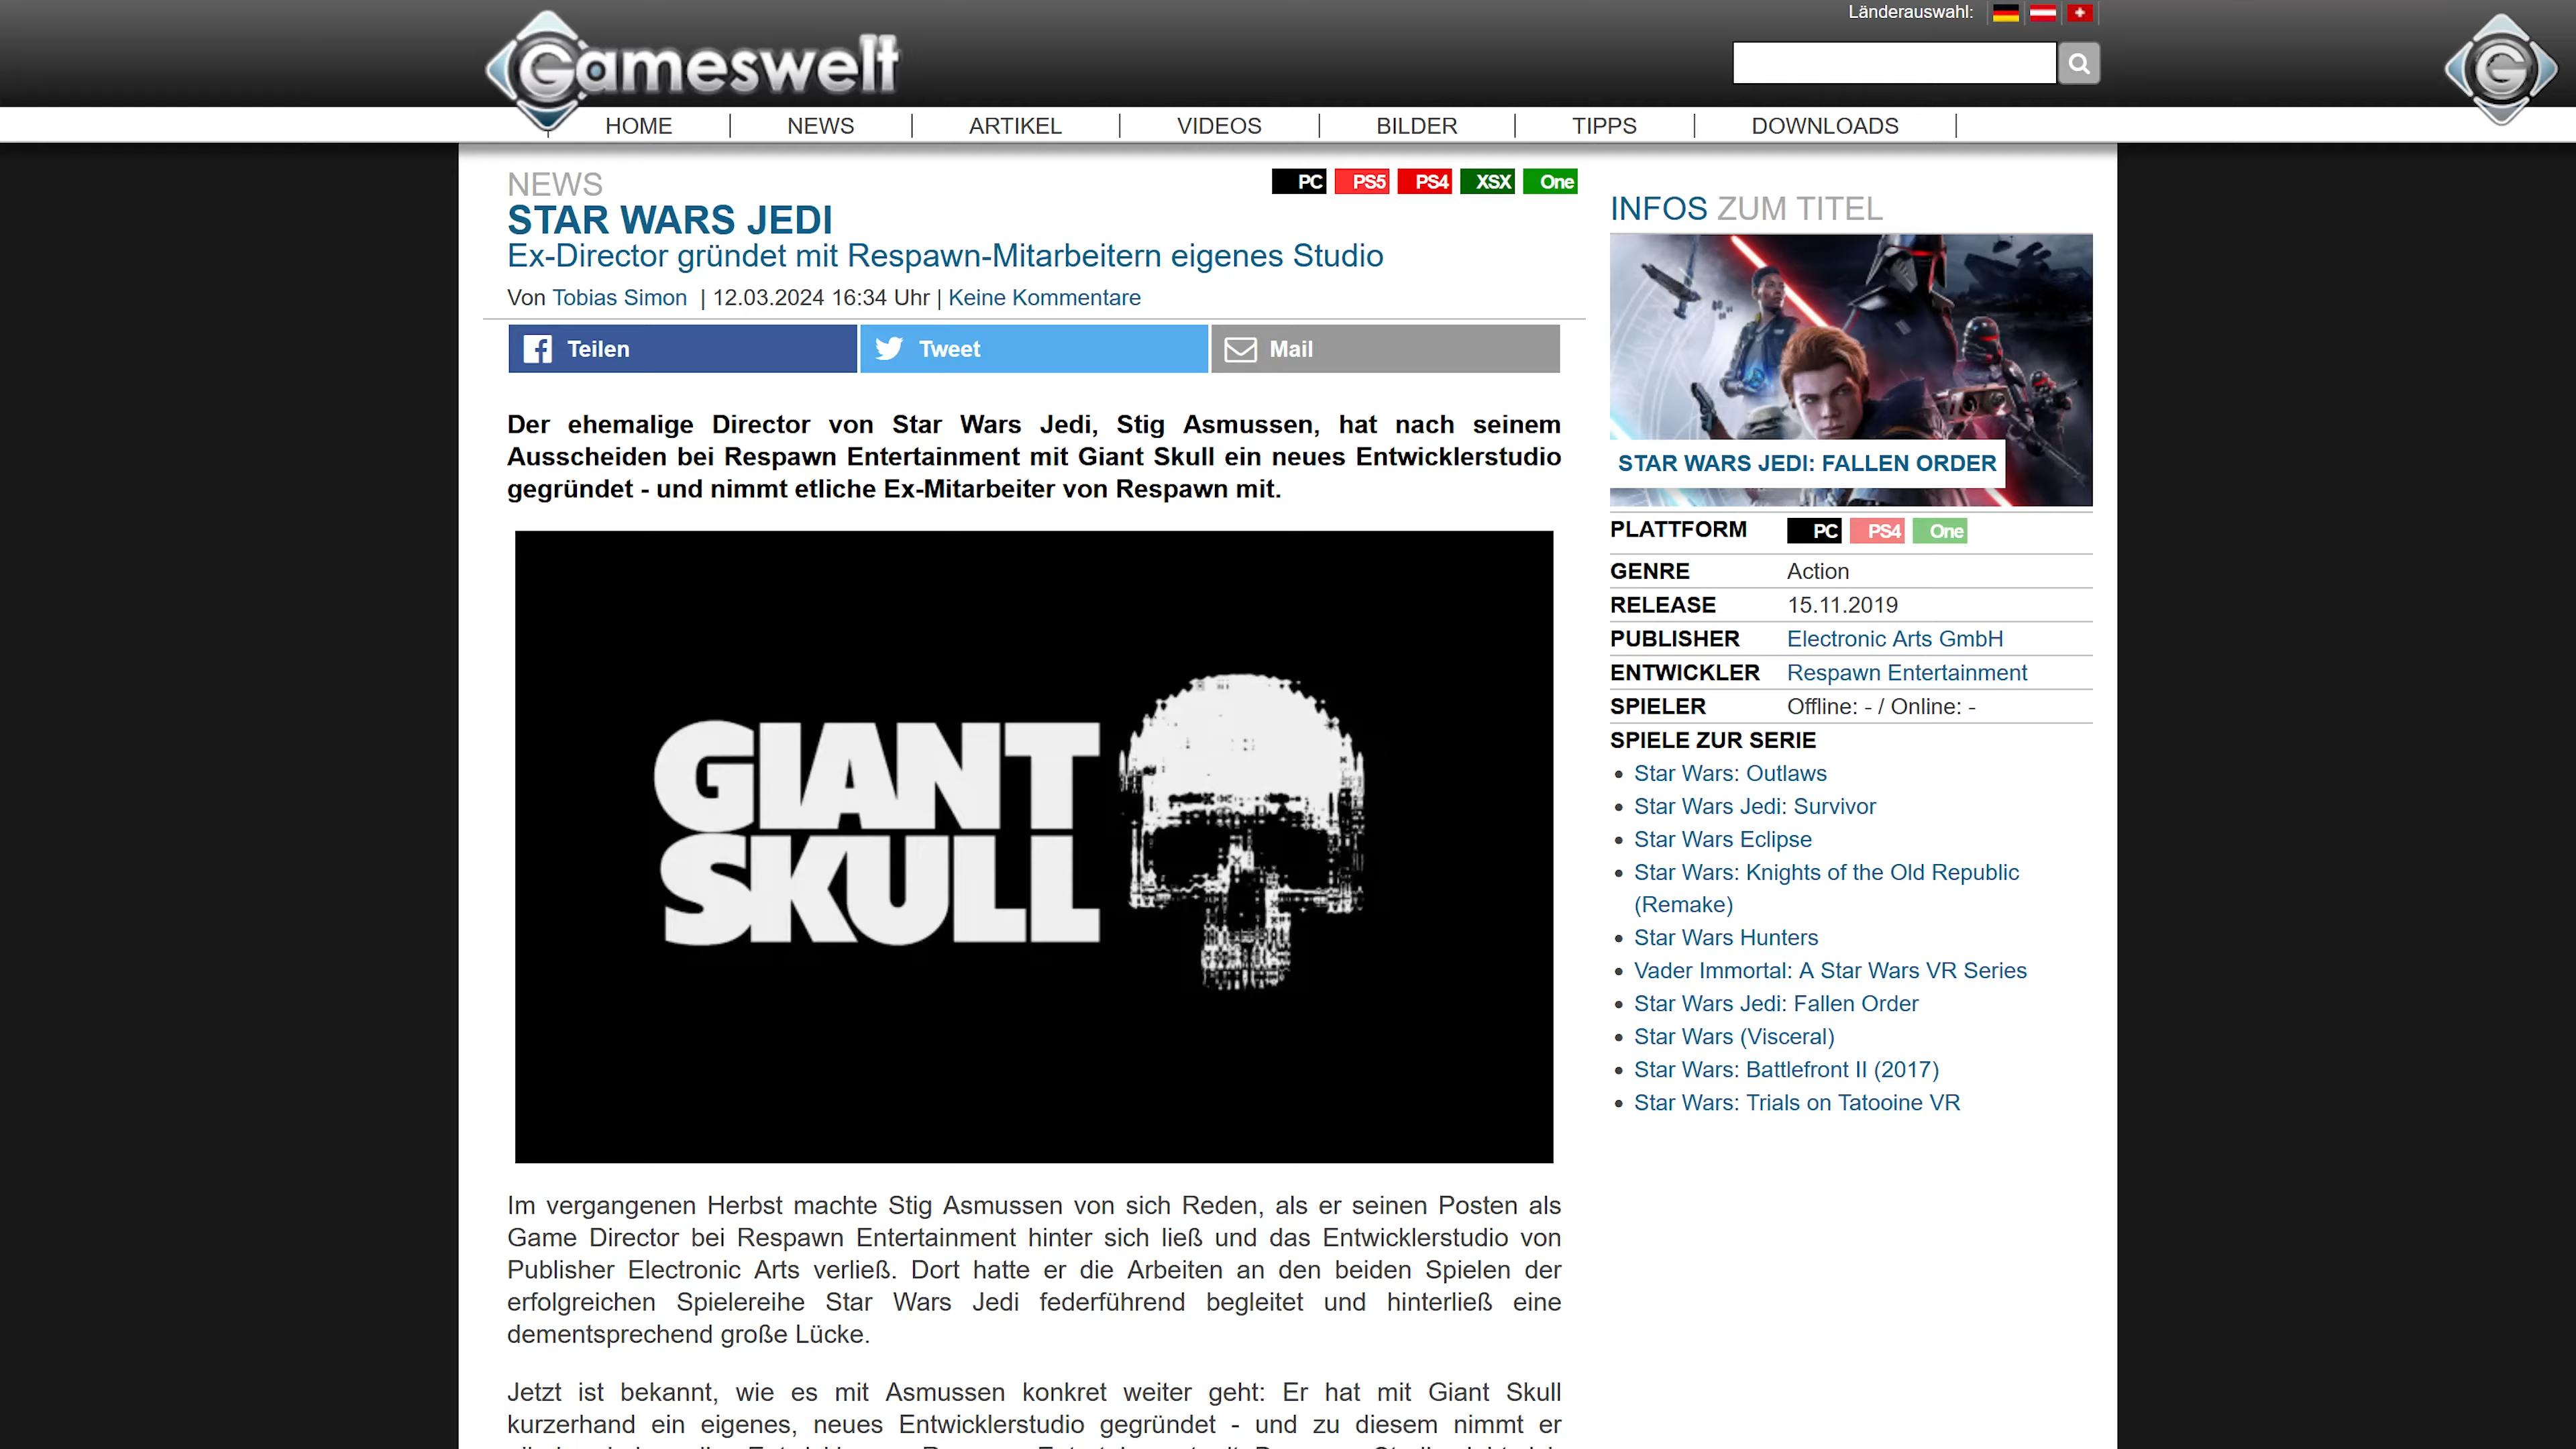 Länderauswahl:
Gameswelt
G
HOME
NEWS
ARTIKEL
VIDEOS
BILDER
TIPPS
DOWNLOADS
NEWS
PC
PS5
PS4
XSX
One
STAR WARS JEDI
Ex-Director gründet mit Respawn-Mitarbeitern eigenes Studio
Von Tobias Simon | 12.03.2024 16:34 Uhr | Keine Kommentare
Teilen
Tweet
Mail
Der ehemalige Director von Star Wars Jedi, Stig Asmussen, hat nach seinem
Ausscheiden bei Respawn Entertainment mit Giant Skull ein neues Entwicklerstudio
gegründet - und nimmt etliche Ex-Mitarbeiter von Respawn mit.
GIANT
SKULL
Im vergangenen Herbst machte Stig Asmussen von sich Reden, als er seinen Posten als
Game Director bei Respawn Entertainment hinter sich ließ und das Entwicklerstudio von
Publisher Electronic Arts verließ. Dort hatte er die Arbeiten an den beiden Spielen der
erfolgreichen Spielereihe Star Wars Jedi federführend begleitet und hinterließ eine
dementsprechend große Lücke.
Jetzt ist bekannt, wie es mit Asmussen konkret weiter geht: Er hat mit Giant Skull
kurzerhand ein eigenes, neues Entwicklerstudio gegründet - und zu diesem nimmt er
INFOS ZUM TITEL
STAR WARS JEDI: FALLEN ORDER
PLATTFORM PC PS4 One
GENRE Action
RELEASE 15.11.2019
PUBLISHER Electronic Arts GmbH
ENTWICKLER Respawn Entertainment
SPIELER Offline: - / Online: -
SPIELE ZUR SERIE
• Star Wars: Outlaws
• Star Wars Jedi: Survivor
• Star Wars Eclipse
• Star Wars: Knights of the Old Republic
(Remake)
• Star Wars Hunters
• Vader Immortal: A Star Wars VR Series
• Star Wars Jedi: Fallen Order
• Star Wars (Visceral)
• Star Wars: Battlefront II (2017)
• Star Wars: Trials on Tatooine VR